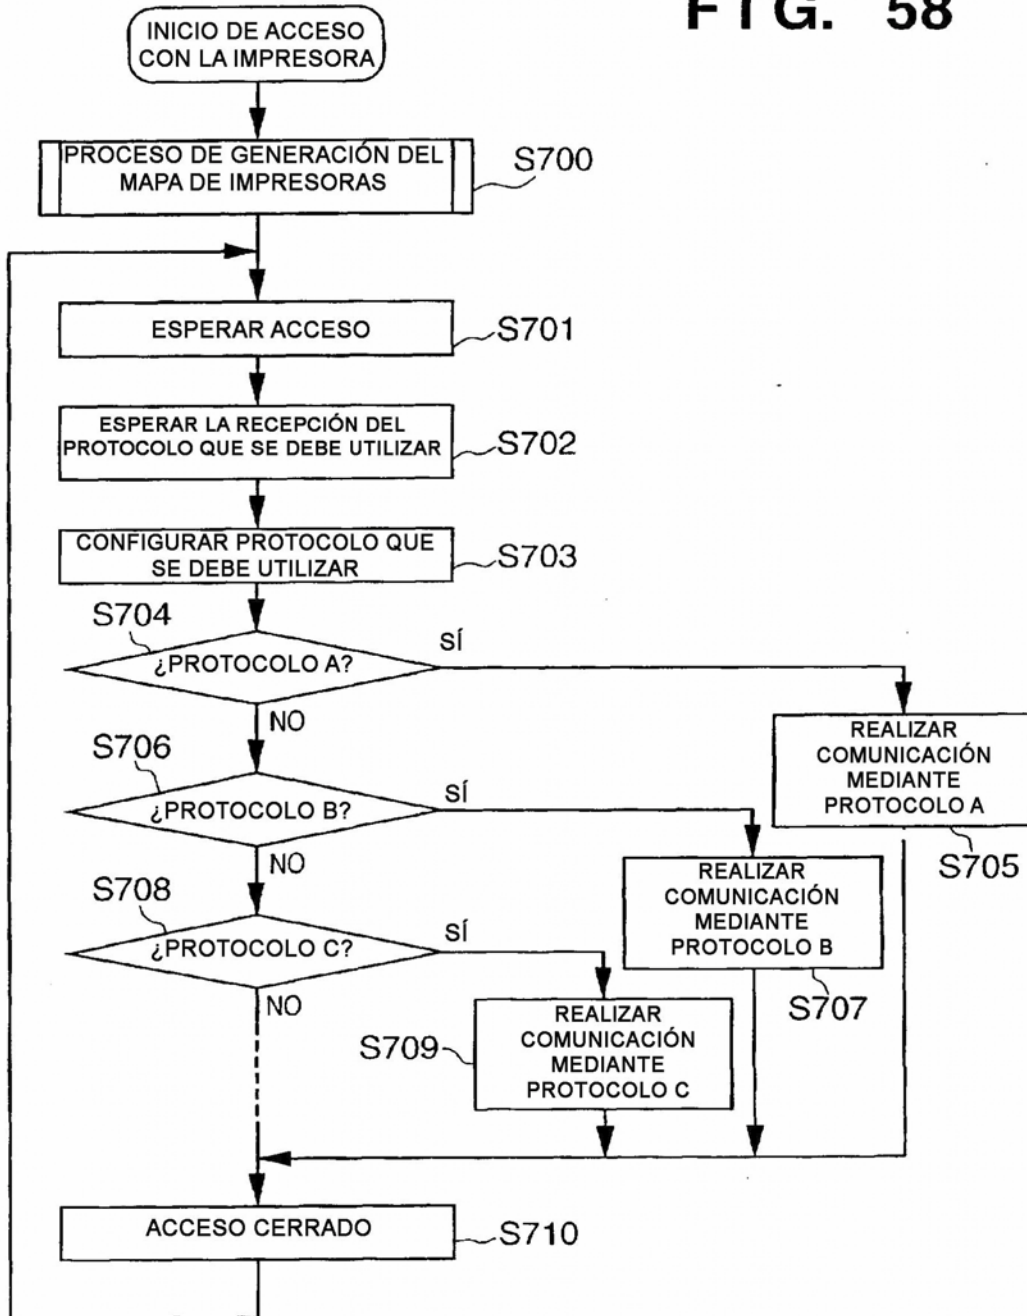 FIG. 58
INICIO DE ACCESO
CON LA IMPRESORA
PROCESO DE GENERACIÓN DEL
MAPA DE IMPRESORAS
S700
ESPERAR ACCESO
S701
ESPERAR LA RECEPCIÓN DEL
PROTOCOLO QUE SE DEBE UTILIZAR
S702
CONFIGURAR PROTOCOLO QUE
SE DEBE UTILIZAR
S703
S704
¿PROTOCOLO A?
SÍ
NO
REALIZAR
COMUNICACIÓN
MEDIANTE
PROTOCOLO A
S705
S706
¿PROTOCOLO B?
SÍ
NO
REALIZAR
COMUNICACIÓN
MEDIANTE
PROTOCOLO B
S707
S708
¿PROTOCOLO C?
SÍ
NO
REALIZAR
COMUNICACIÓN
MEDIANTE
PROTOCOLO C
S709
ACCESO CERRADO
S710